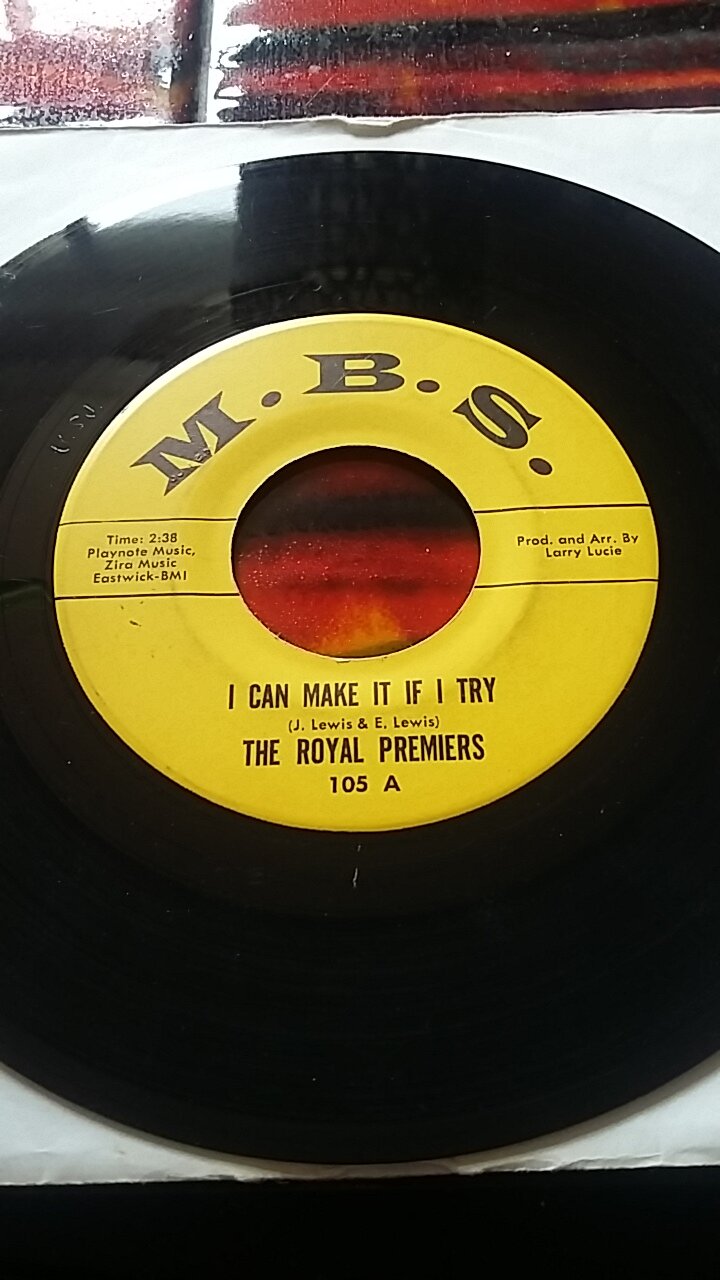 M.B.S.
Time: 2:38
Playnote Music,
Zira Music
Eastwick-BMI
Prod. and Arr. By
Larry Lucie
I CAN MAKE IT IF I TRY
(J. Lewis & E. Lewis)
THE ROYAL PREMIERS
105 A